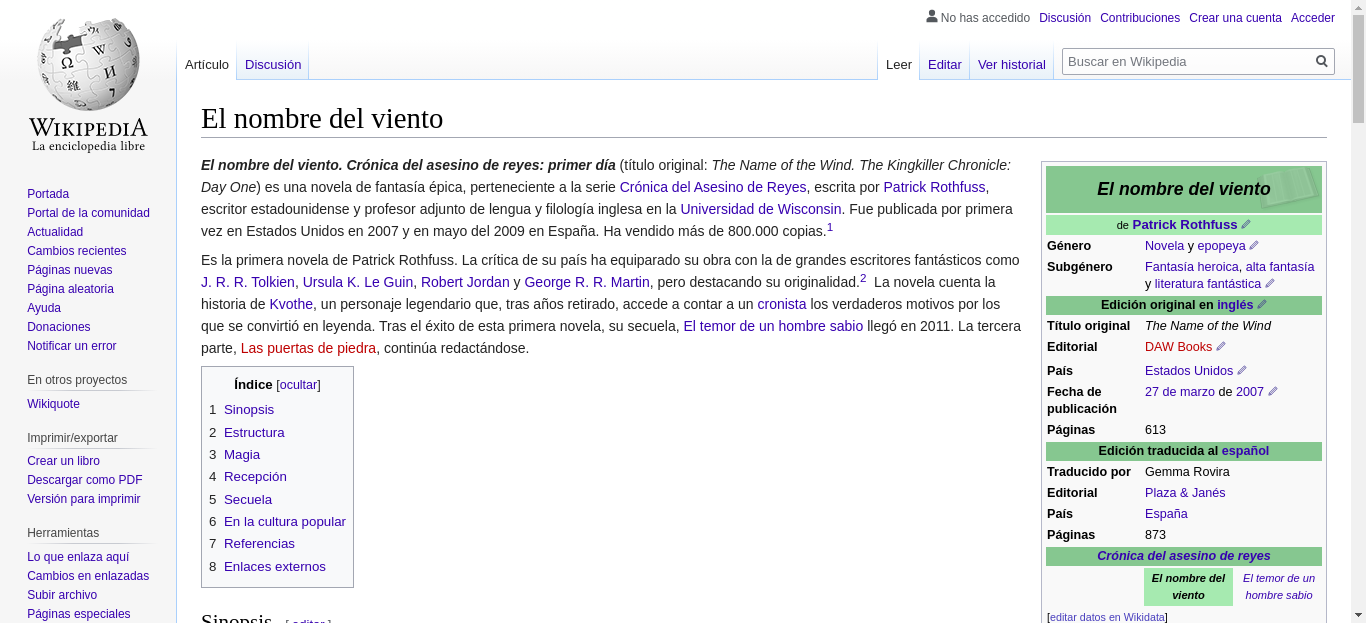 No has accedido Discusión Contribuciones Crear una cuenta Acceder
Artículo Discusión Leer Editar Ver historial Buscar en Wikipedia
WIKIPEDIA
La enciclopedia libre
Portada
Portal de la comunidad
Actualidad
Cambios recientes
Páginas nuevas
Página aleatoria
Ayuda
Donaciones
Notificar un error
En otros proyectos
Wikiquote
Imprimir/exportar
Crear un libro
Descargar como PDF
Versión para imprimir
Herramientas
Lo que enlaza aquí
Cambios en enlazadas
Subir archivo
Páginas especiales
El nombre del viento
El nombre del viento. Crónica del asesino de reyes: primer día (título original: The Name of the Wind. The Kingkiller Chronicle:
Day One) es una novela de fantasía épica, perteneciente a la serie Crónica del Asesino de Reyes, escrita por Patrick Rothfuss,
escritor estadounidense y profesor adjunto de lengua y filología inglesa en la Universidad de Wisconsin. Fue publicada por primera
vez en Estados Unidos en 2007 y en mayo del 2009 en España. Ha vendido más de 800.000 copias.1
Es la primera novela de Patrick Rothfuss. La crítica de su país ha equiparado su obra con la de grandes escritores fantásticos como
J. R. R. Tolkien, Ursula K. Le Guin, Robert Jordan y George R. R. Martin, pero destacando su originalidad.2 La novela cuenta la
historia de Kvothe, un personaje legendario que, tras años retirado, accede a contar a un cronista los verdaderos motivos por los
que se convirtió en leyenda. Tras el éxito de esta primera novela, su secuela, El temor de un hombre sabio llegó en 2011. La tercera
parte, Las puertas de piedra, continúa redactándose.
Índice [ocultar]
1 Sinopsis
2 Estructura
3 Magia
4 Recepción
5 Secuela
6 En la cultura popular
7 Referencias
8 Enlaces externos
Sinopsis [ editar ]
El nombre del viento
de Patrick Rothfuss
Género Novela y epopeya
Subgénero Fantasía heroica, alta fantasía
y literatura fantástica
Edición original en inglés
Título original The Name of the Wind
Editorial DAW Books
País Estados Unidos
Fecha de 27 de marzo de 2007
publicación
Páginas 613
Edición traducida al español
Traducido por Gemma Rovira
Editorial Plaza & Janés
País España
Páginas 873
Crónica del asesino de reyes
El nombre del El temor de un
viento hombre sabio
[editar datos en Wikidata]